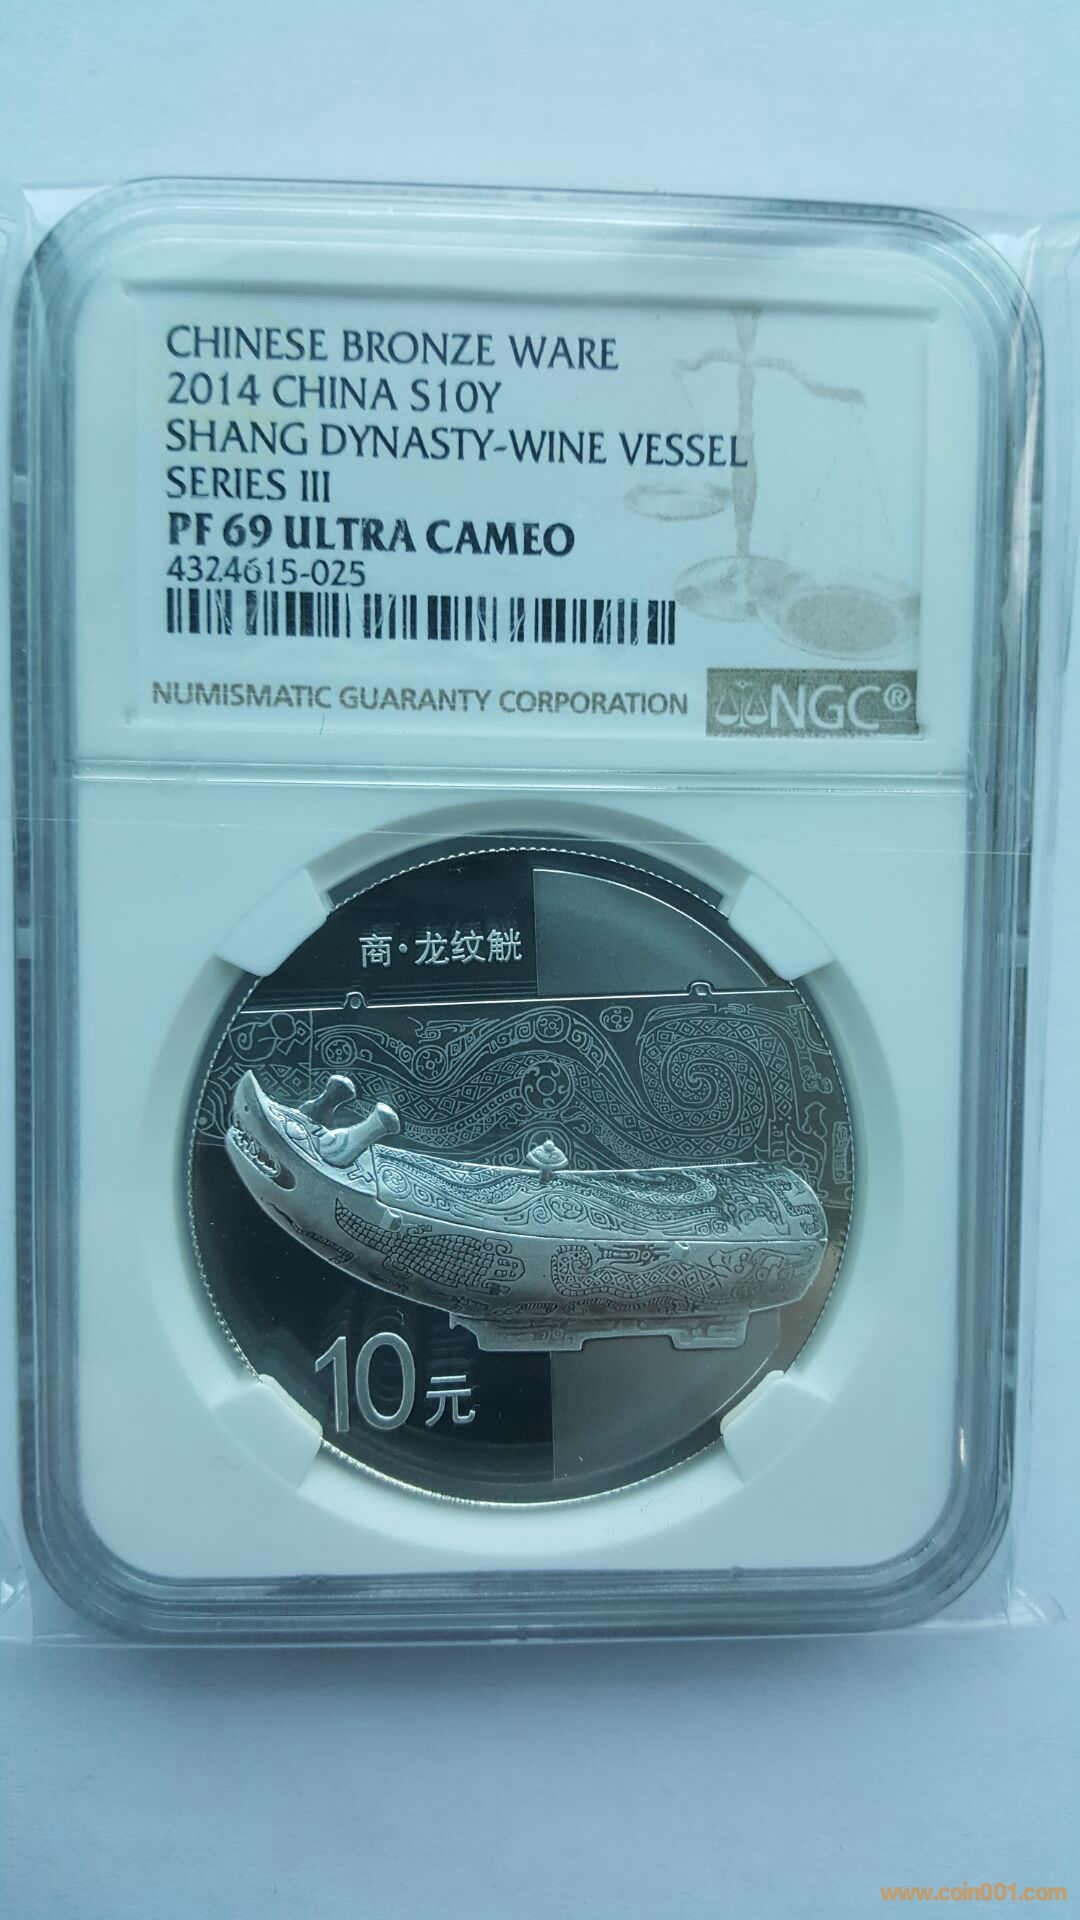 CHINESE BRONZE WARE
2014 CHINA S10Y
SHANG DYNASTY-WINE VESSEL
SERIES III
PF 69 ULTRA CAMEO
4324615-025
NUMISMATIC GUARANTY CORPORATION
NGC®
商·龙纹觥
10元
www.coin001.com